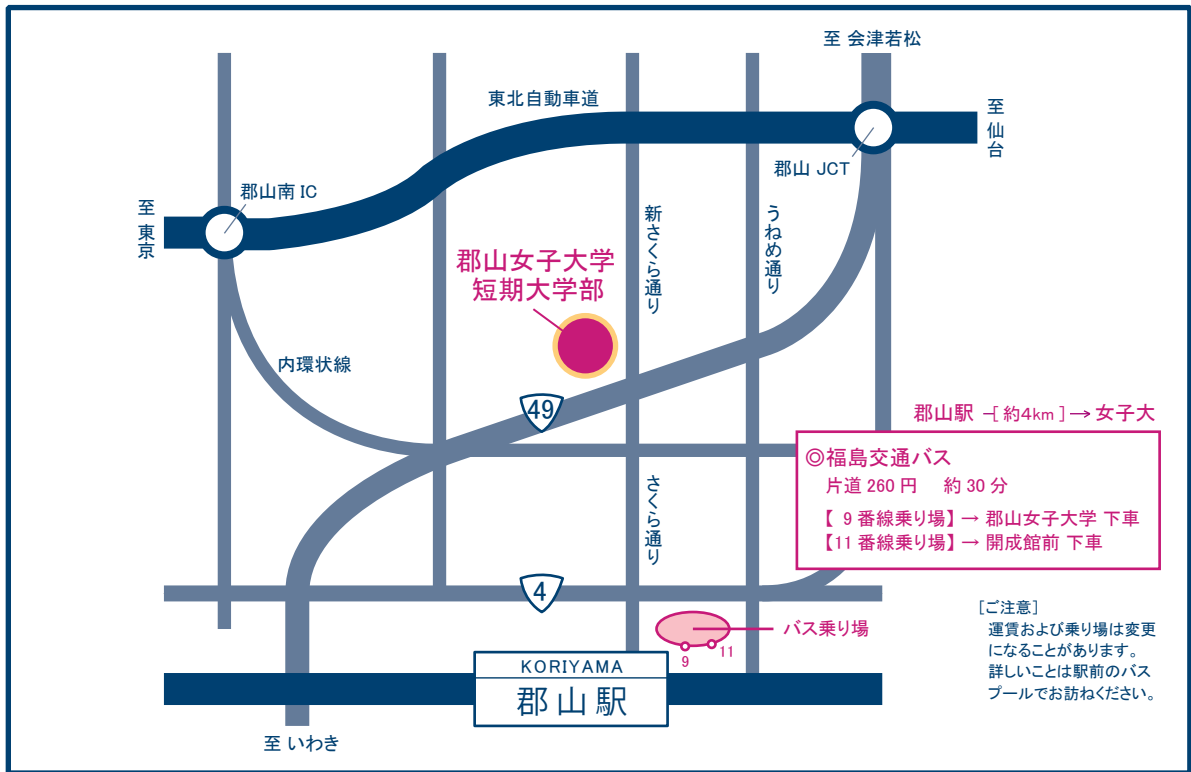 至 会津若松
東北自動車道
至 仙台
郡山 JCT
郡山南 IC
至 東京
新さくら通り
うねめ通り
郡山女子大学
短期大学部
内環状線
49
郡山駅 ─[ 約4km ]→ 女子大
◎福島交通バス
片道 260 円　約 30 分
【 9 番線乗り場】 → 郡山女子大学 下車
【11 番線乗り場】 → 開成館前 下車
さくら通り
4
バス乗り場
9
11
[ご注意]
運賃および乗り場は変更
になることがあります。
詳しいことは駅前のバス
プールでお訪ねください。
KORIYAMA
郡山駅
至 いわき